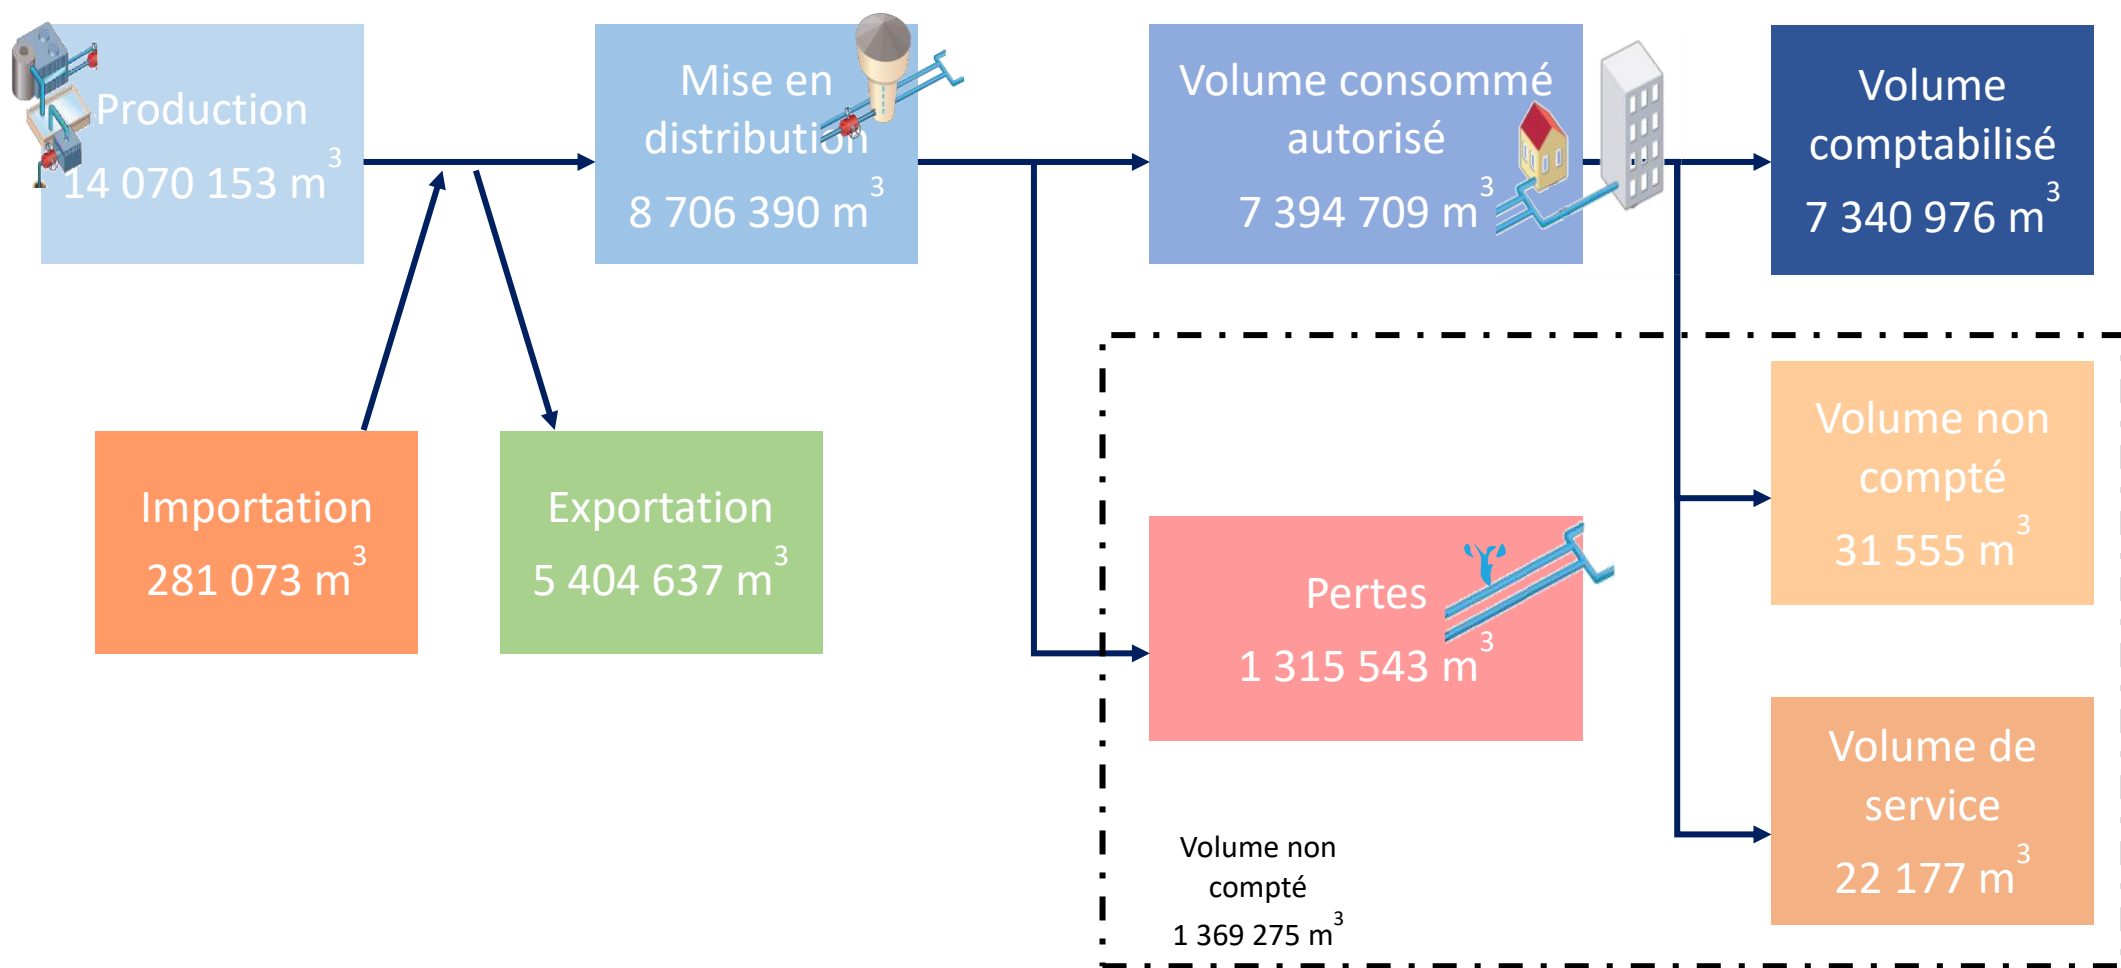 Production
14 070 153 m³
Mise en
distribution
8 706 390 m³
Volume consommé
autorisé
7 394 709 m³
Volume
comptabilisé
7 340 976 m³
Importation
281 073 m³
Exportation
5 404 637 m³
Pertes
1 315 543 m³
Volume non
compté
31 555 m³
Volume de
service
22 177 m³
Volume non
compté
1 369 275 m³